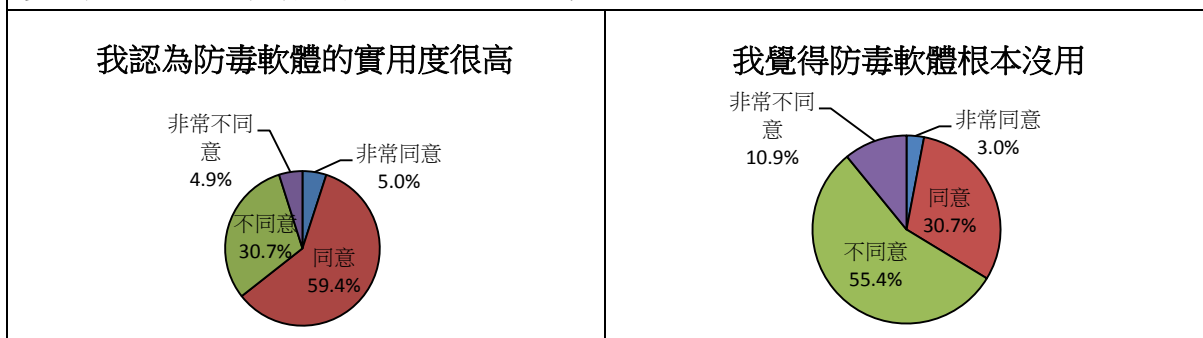 我認為防毒軟體的實用度很高
非常不同
意
4.9%
非常同意
5.0%
不同意
30.7%
同意
59.4%
我覺得防毒軟體根本沒用
非常不同
意
10.9%
非常同意
3.0%
同意
30.7%
不同意
55.4%